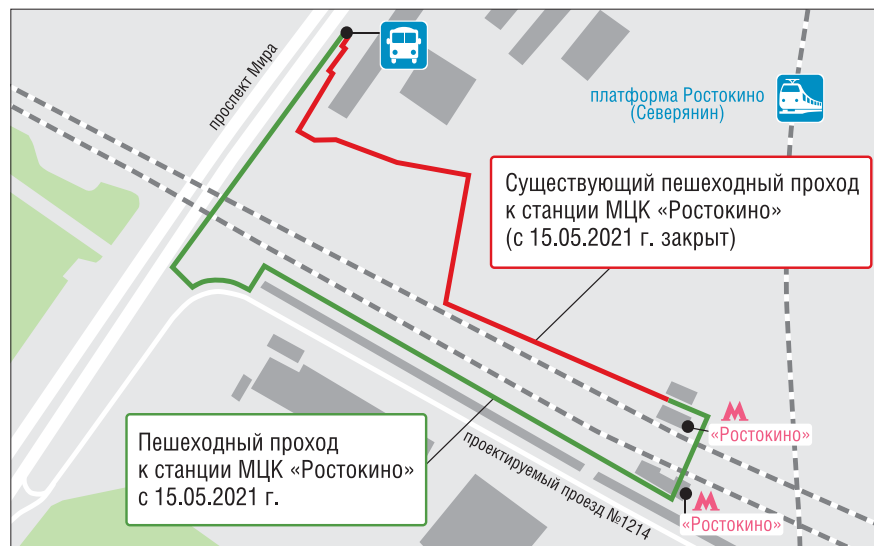 проспект Мира
платформа Ростокино
(Северянин)
Существующий пешеходный проход
к станции МЦК «Ростокино»
(с 15.05.2021 г. закрыт)
«Ростокино»
Пешеходный проход
к станции МЦК «Ростокино»
с 15.05.2021 г.
проектируемый проезд №1214
«Ростокино»